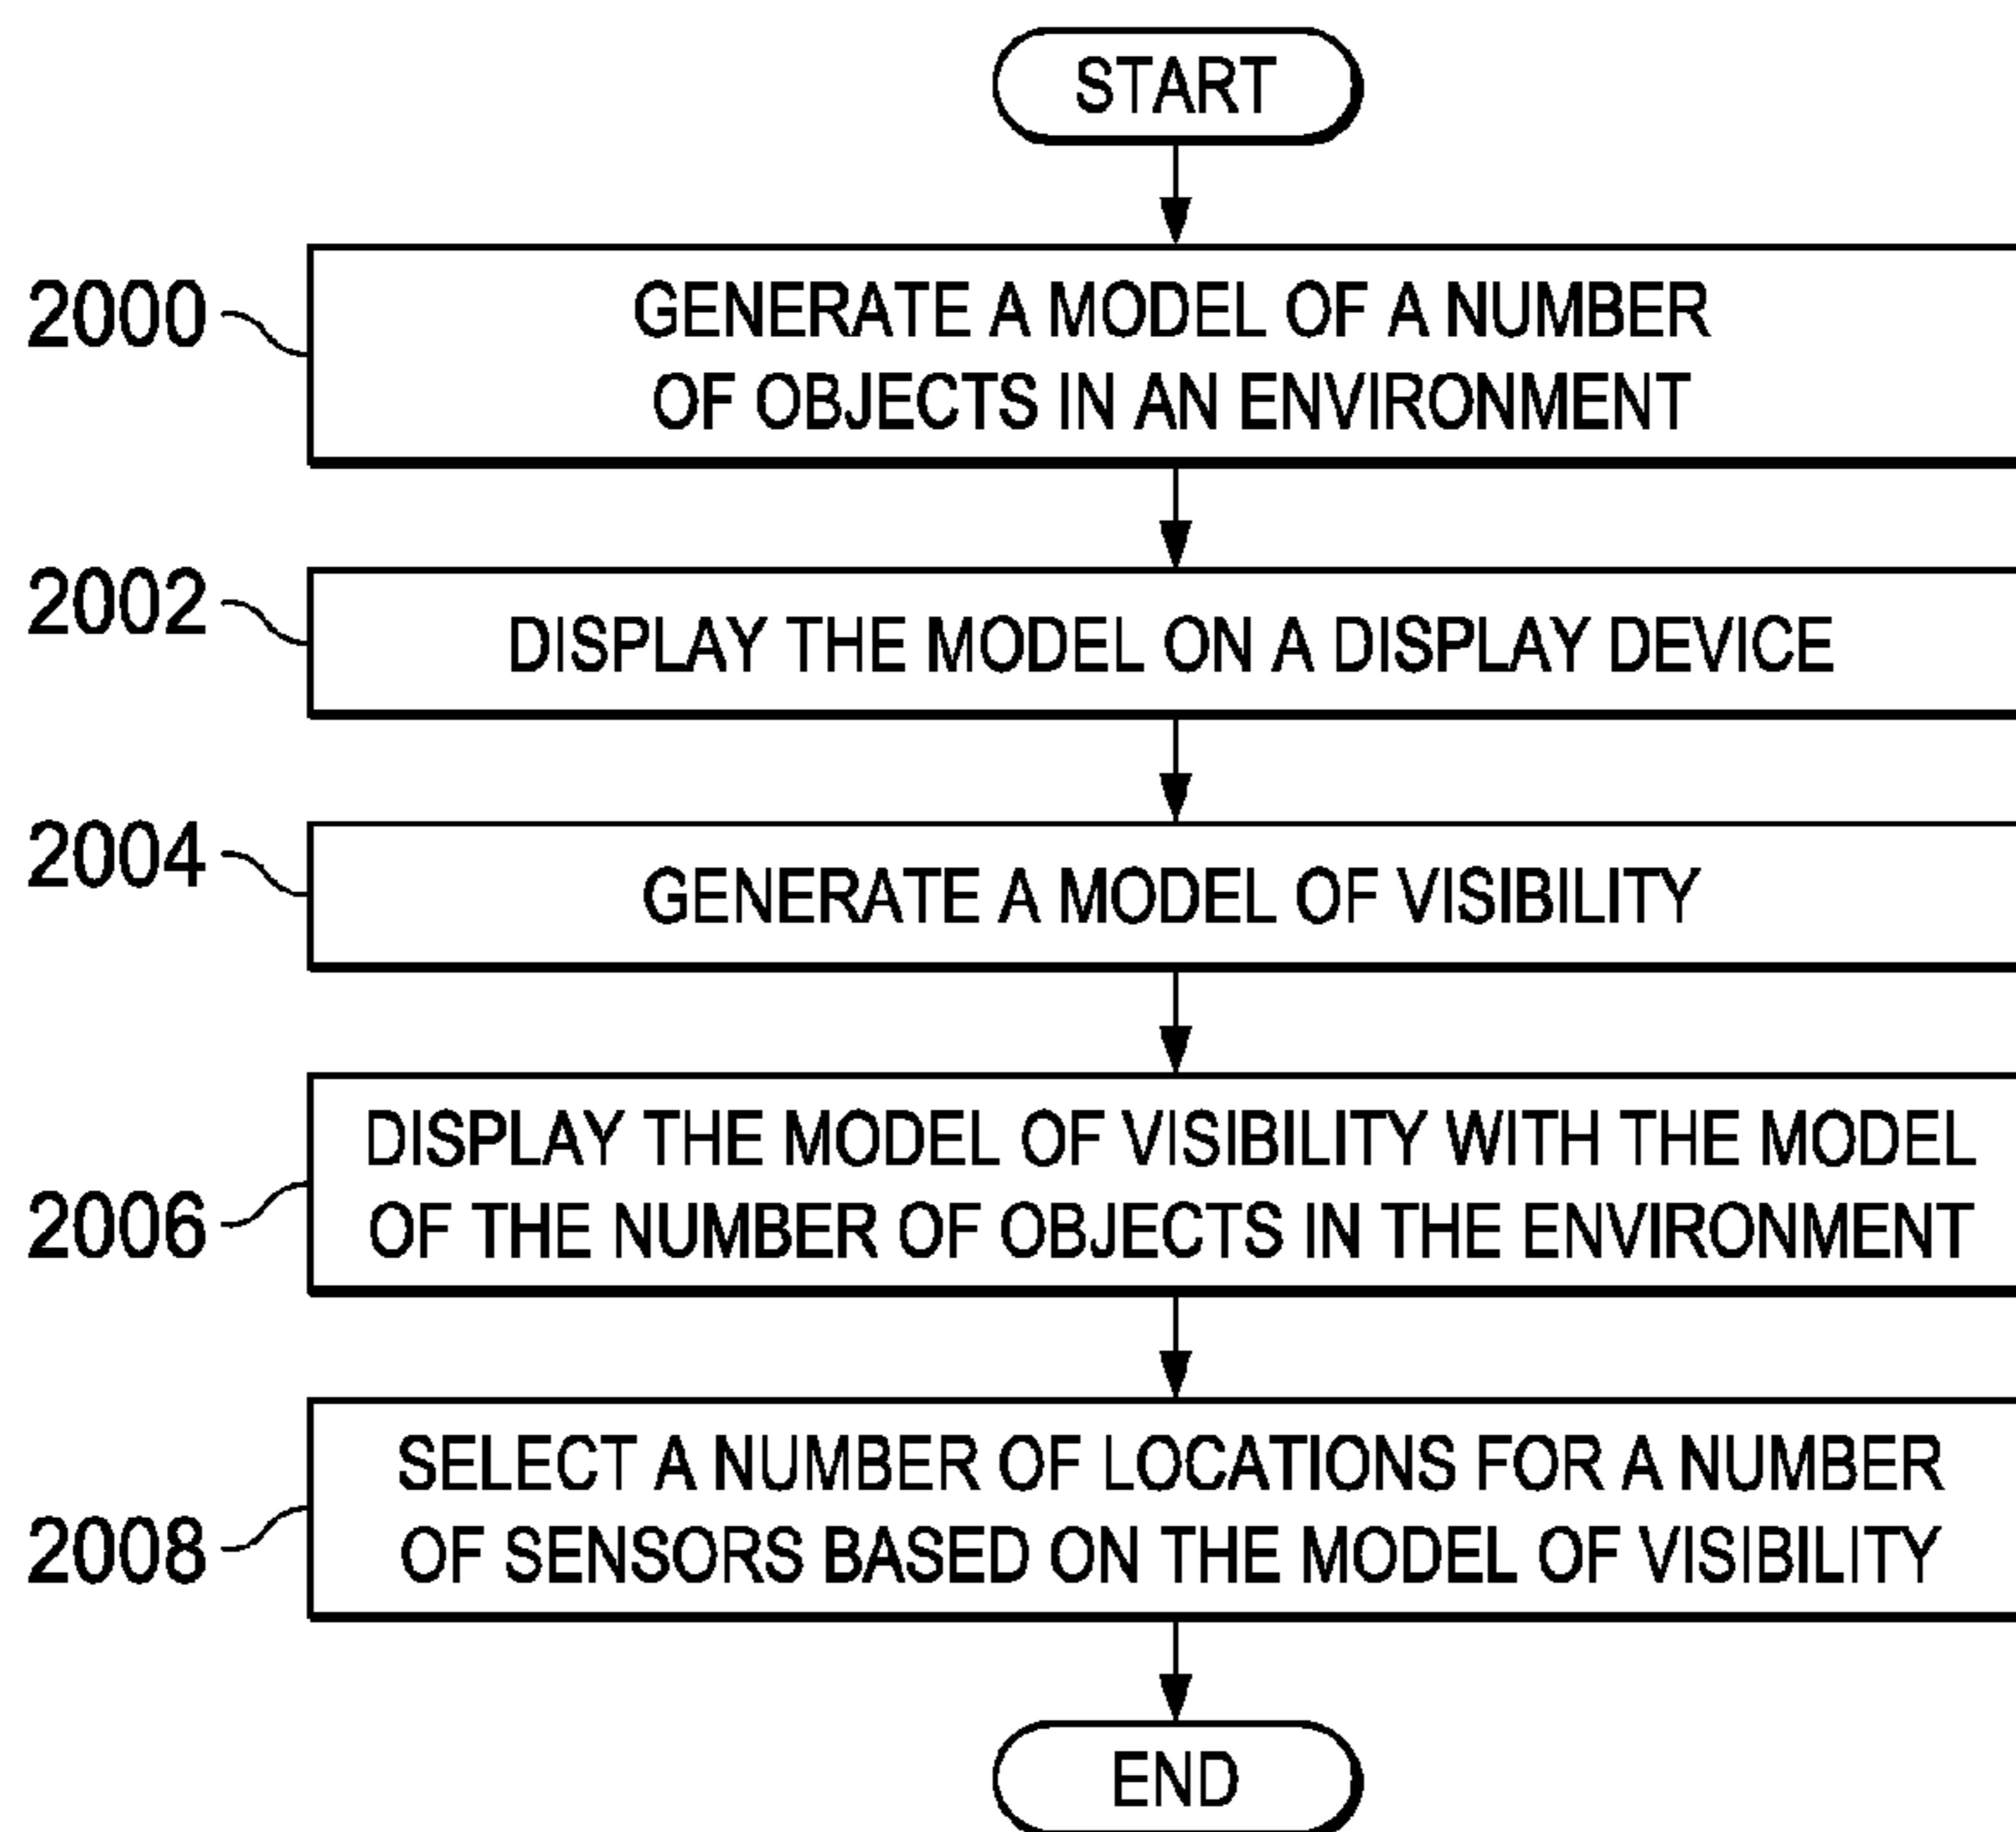 START
2000
GENERATE A MODEL OF A NUMBER
OF OBJECTS IN AN ENVIRONMENT
2002
DISPLAY THE MODEL ON A DISPLAY DEVICE
2004
GENERATE A MODEL OF VISIBILITY
2006
DISPLAY THE MODEL OF VISIBILITY WITH THE MODEL
OF THE NUMBER OF OBJECTS IN THE ENVIRONMENT
2008
SELECT A NUMBER OF LOCATIONS FOR A NUMBER
OF SENSORS BASED ON THE MODEL OF VISIBILITY
END